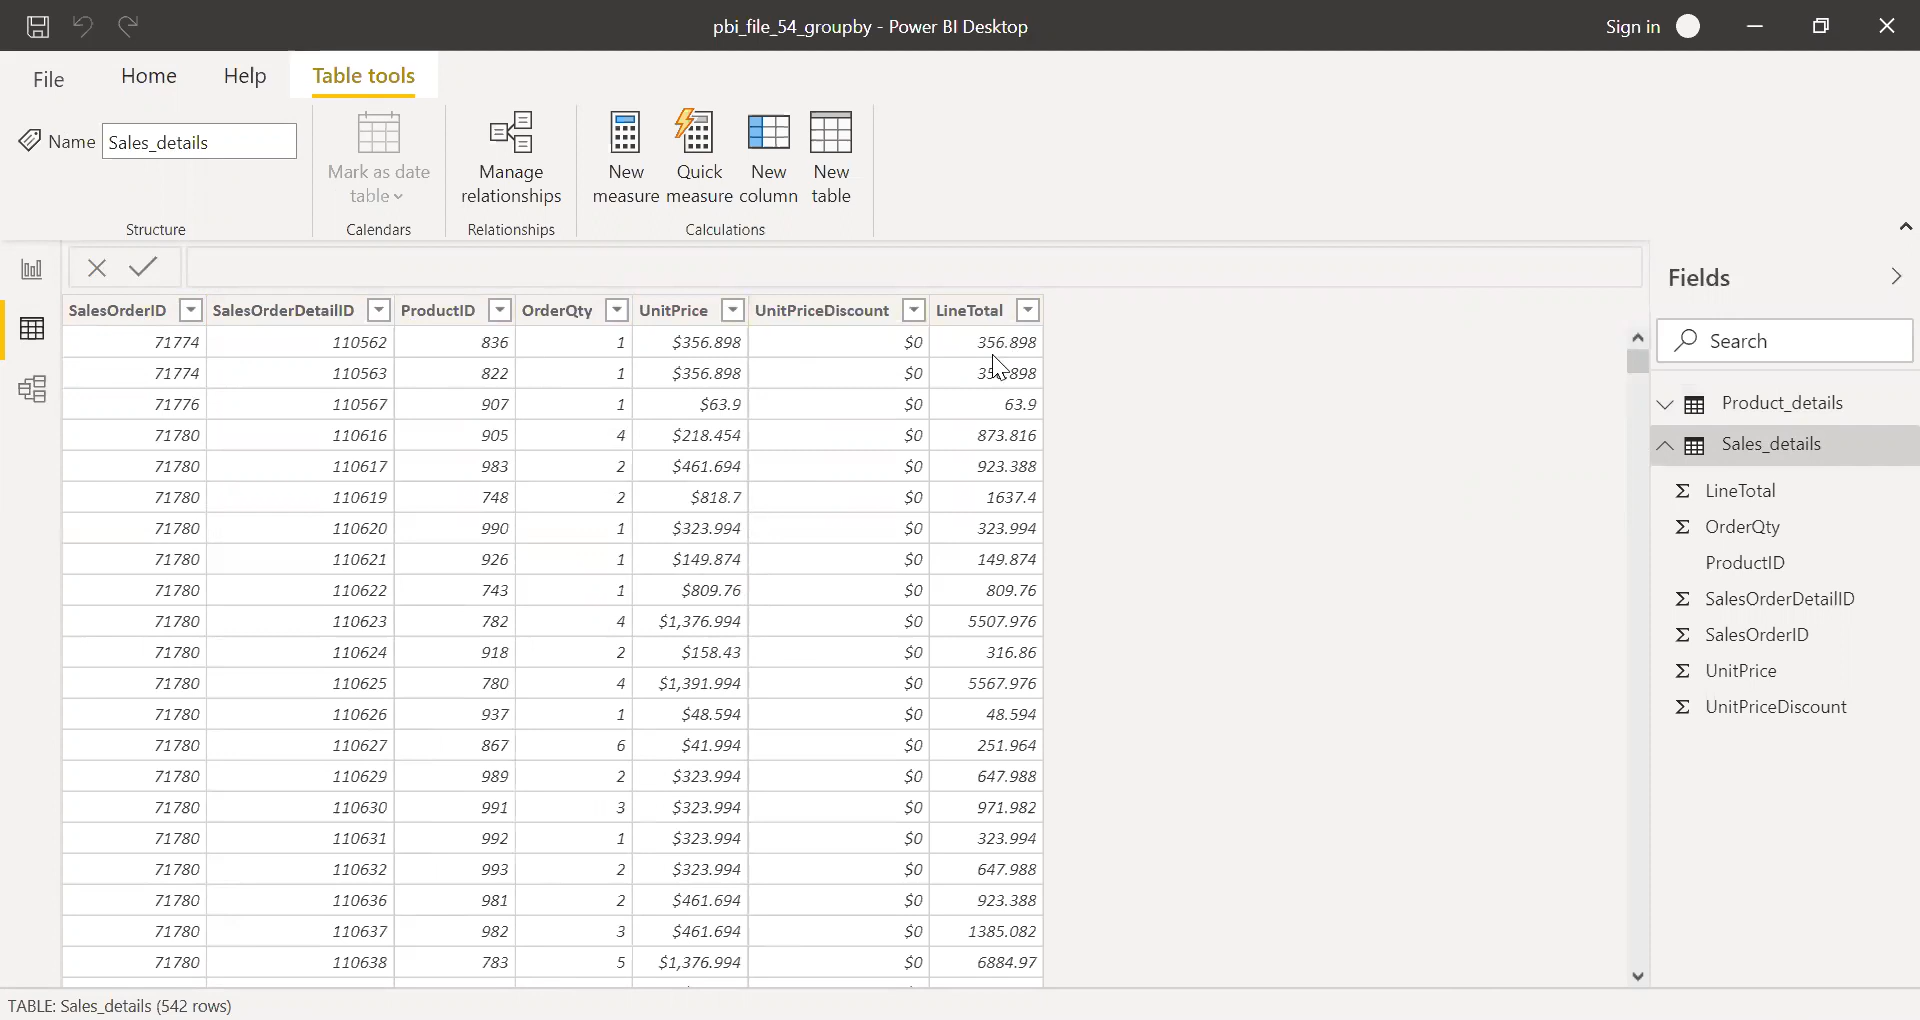 pbi_file_54_groupby - Power BI Desktop
Sign in
File Home Help Table tools
Name Sales_details
Mark as date table
Manage relationships
New measure
Quick measure
New column
New table
Structure Calendars Relationships Calculations
SalesOrderID SalesOrderDetailID ProductID OrderQty UnitPrice UnitPriceDiscount LineTotal
71774 110562 836 1 $356.898 $0 356.898
71774 110563 822 1 $356.898 $0
71776 110567 907 1 $63.9 $0 63.9
71780 110616 905 4 $218.454 $0 873.816
71780 110617 983 2 $461.694 $0 923.388
71780 110619 748 2 $818.7 $0 1637.4
71780 110620 990 1 $323.994 $0 323.994
71780 110621 926 1 $149.874 $0 149.874
71780 110622 743 1 $809.76 $0 809.76
71780 110623 782 4 $1,376.994 $0 5507.976
71780 110624 918 2 $158.43 $0 316.86
71780 110625 780 4 $1,391.994 $0 5567.976
71780 110626 937 1 $48.594 $0 48.594
71780 110627 867 6 $41.994 $0 251.964
71780 110629 989 2 $323.994 $0 647.988
71780 110630 991 3 $323.994 $0 971.982
71780 110631 992 1 $323.994 $0 323.994
71780 110632 993 2 $323.994 $0 647.988
71780 110636 981 2 $461.694 $0 923.388
71780 110637 982 3 $461.694 $0 1385.082
71780 110638 783 5 $1,376.994 $0 6884.97
Fields
Search
Product_details
Sales_details
Σ LineTotal
Σ OrderQty
ProductID
Σ SalesOrderDetailID
Σ SalesOrderID
Σ UnitPrice
Σ UnitPriceDiscount
TABLE: Sales_details (542 rows)